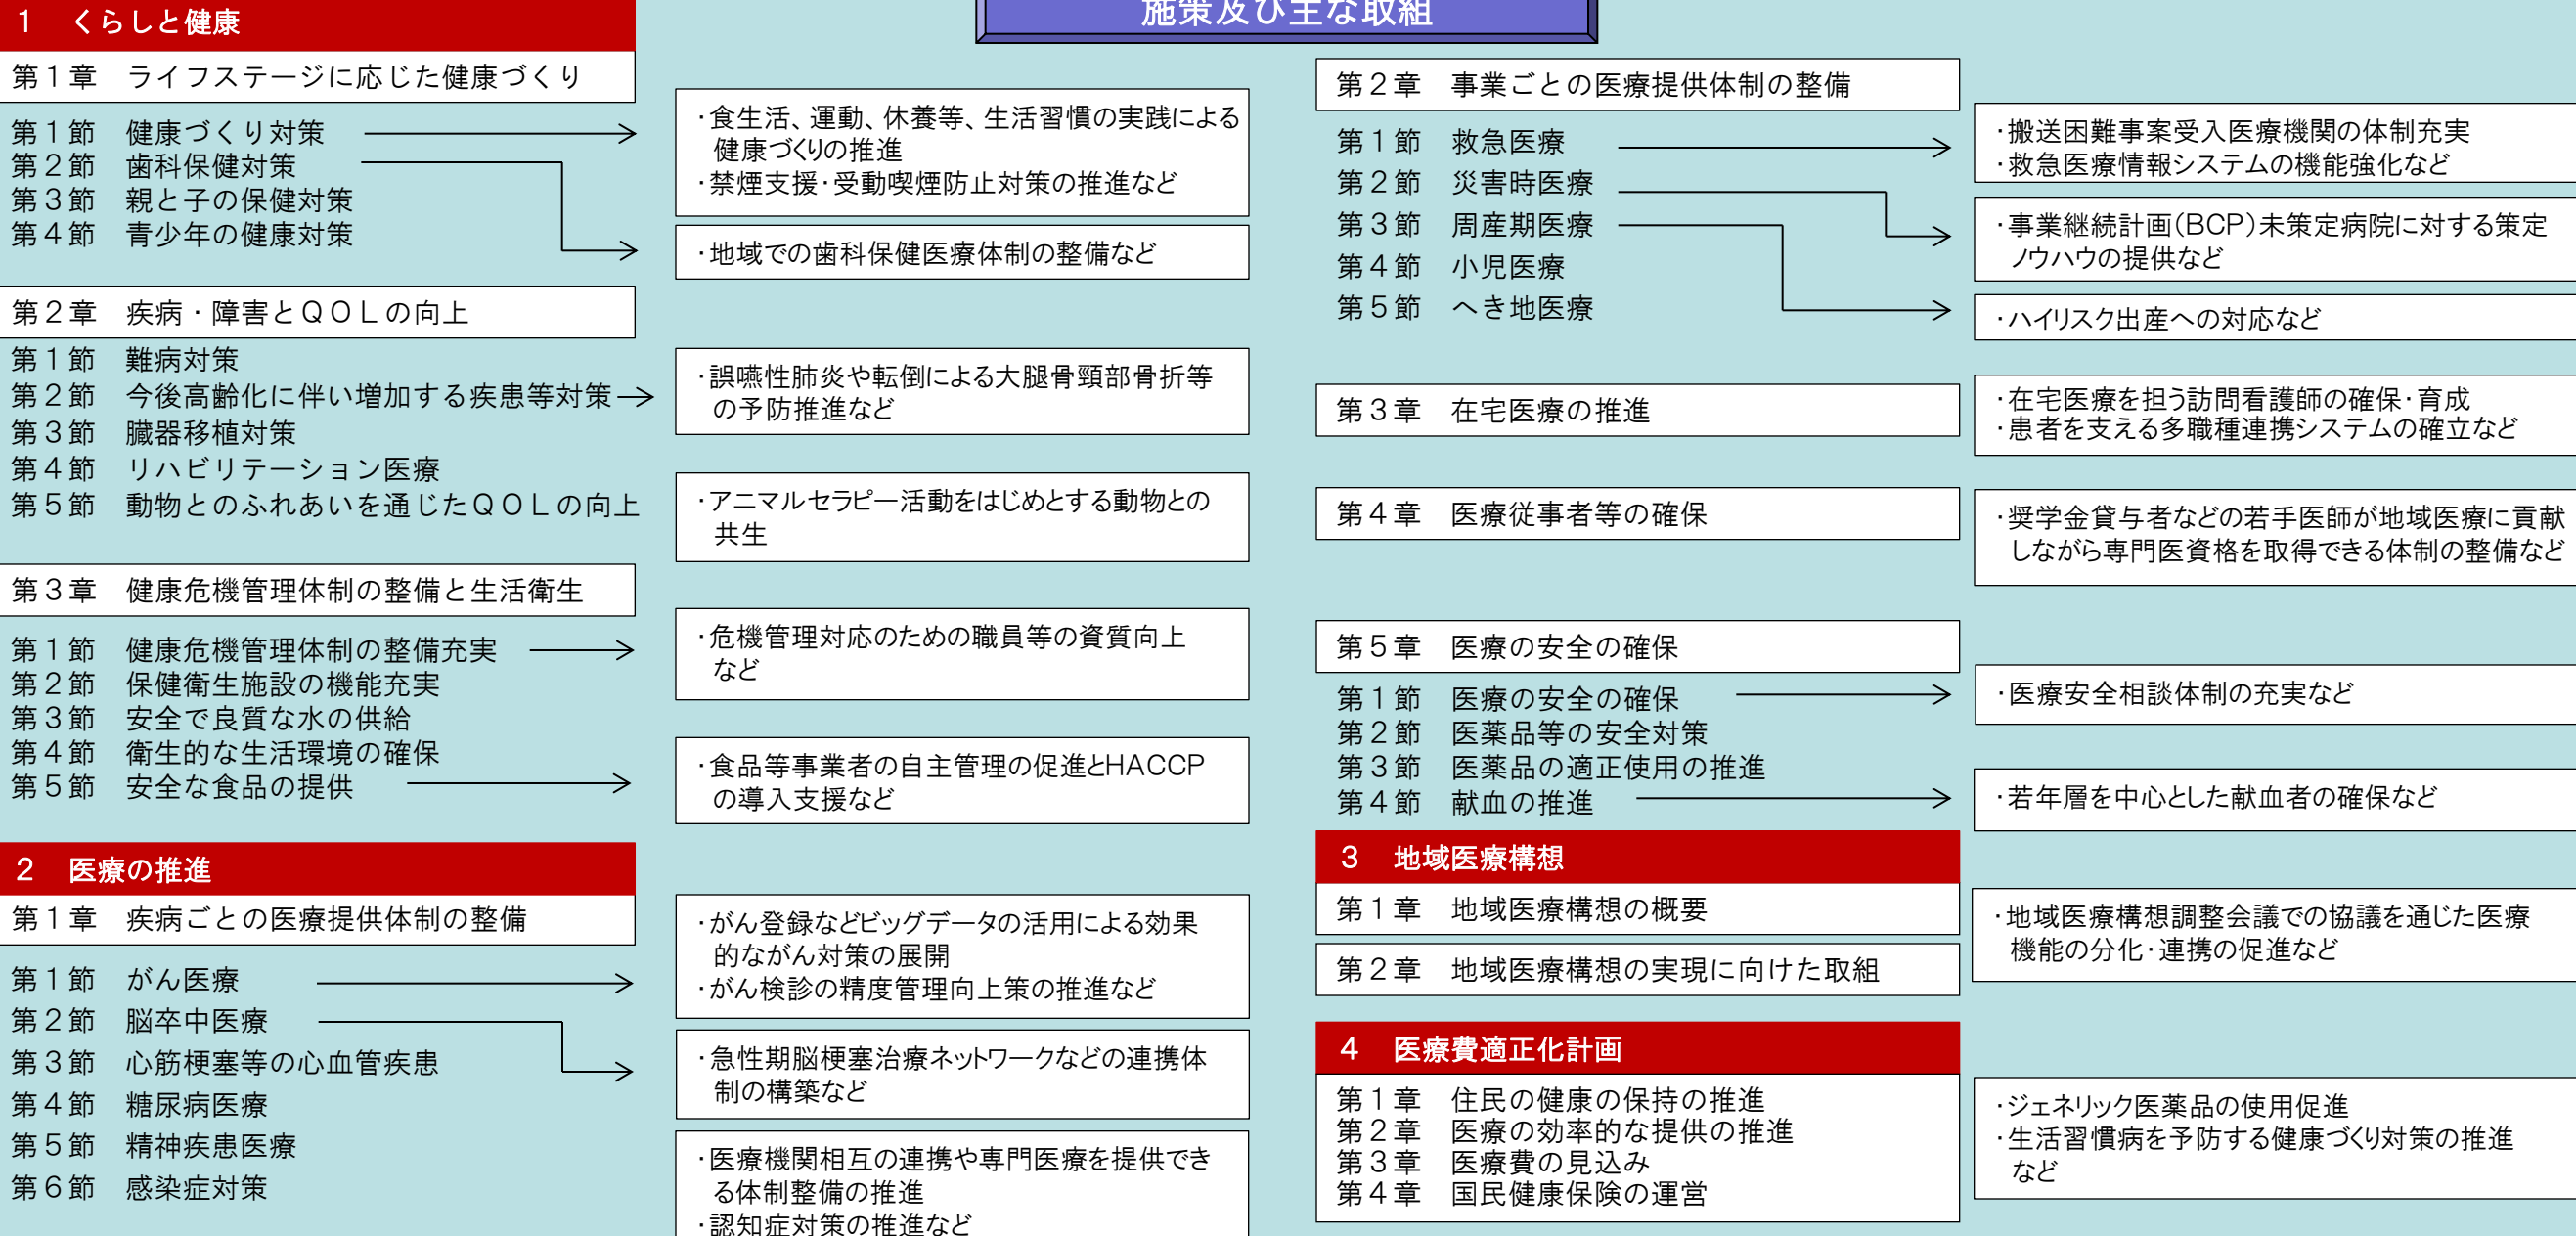 施策及び主な取組
1 くらしと健康
第1章 ライフステージに応じた健康づくり
第1節 健康づくり対策
第2節 歯科保健対策
第3節 親と子の保健対策
第4節 青少年の健康対策
・食生活、運動、休養等、生活習慣の実践による
健康づくりの推進
・禁煙支援・受動喫煙防止対策の推進など
・地域での歯科保健医療体制の整備など
第2章 疾病・障害とQOLの向上
第1節 難病対策
第2節 今後高齢化に伴い増加する疾患等対策
第3節 臓器移植対策
第4節 リハビリテーション医療
第5節 動物とのふれあいを通じたQOLの向上
・誤嚥性肺炎や転倒による大腿骨頸部骨折等
の予防推進など
・アニマルセラピー活動をはじめとする動物との
共生
第3章 健康危機管理体制の整備と生活衛生
第1節 健康危機管理体制の整備充実
第2節 保健衛生施設の機能充実
第3節 安全で良質な水の供給
第4節 衛生的な生活環境の確保
第5節 安全な食品の提供
・危機管理対応のための職員等の資質向上
など
・食品等事業者の自主管理の促進とHACCP
の導入支援など
2 医療の推進
第1章 疾病ごとの医療提供体制の整備
第1節 がん医療
第2節 脳卒中医療
第3節 心筋梗塞等の心血管疾患
第4節 糖尿病医療
第5節 精神疾患医療
第6節 感染症対策
・がん登録などビッグデータの活用による効果
的ながん対策の展開
・がん検診の精度管理向上策の推進など
・急性期脳梗塞治療ネットワークなどの連携体
制の構築など
・医療機関相互の連携や専門医療を提供でき
る体制整備の推進
・認知症対策の推進など
第2章 事業ごとの医療提供体制の整備
第1節 救急医療
第2節 災害時医療
第3節 周産期医療
第4節 小児医療
第5節 へき地医療
・搬送困難事案受入医療機関の体制充実
・救急医療情報システムの機能強化など
・事業継続計画(BCP)未策定病院に対する策定
ノウハウの提供など
・ハイリスク出産への対応など
第3章 在宅医療の推進
・在宅医療を担う訪問看護師の確保・育成
・患者を支える多職種連携システムの確立など
第4章 医療従事者等の確保
・奨学金貸与者などの若手医師が地域医療に貢献
しながら専門医資格を取得できる体制の整備など
第5章 医療の安全の確保
第1節 医療の安全の確保
第2節 医薬品等の安全対策
第3節 医薬品の適正使用の推進
第4節 献血の推進
・医療安全相談体制の充実など
・若年層を中心とした献血者の確保など
3 地域医療構想
第1章 地域医療構想の概要
第2章 地域医療構想の実現に向けた取組
・地域医療構想調整会議での協議を通じた医療
機能の分化・連携の促進など
4 医療費適正化計画
第1章 住民の健康の保持の推進
第2章 医療の効率的な提供の推進
第3章 医療費の見込み
第4章 国民健康保険の運営
・ジェネリック医薬品の使用促進
・生活習慣病を予防する健康づくり対策の推進
など